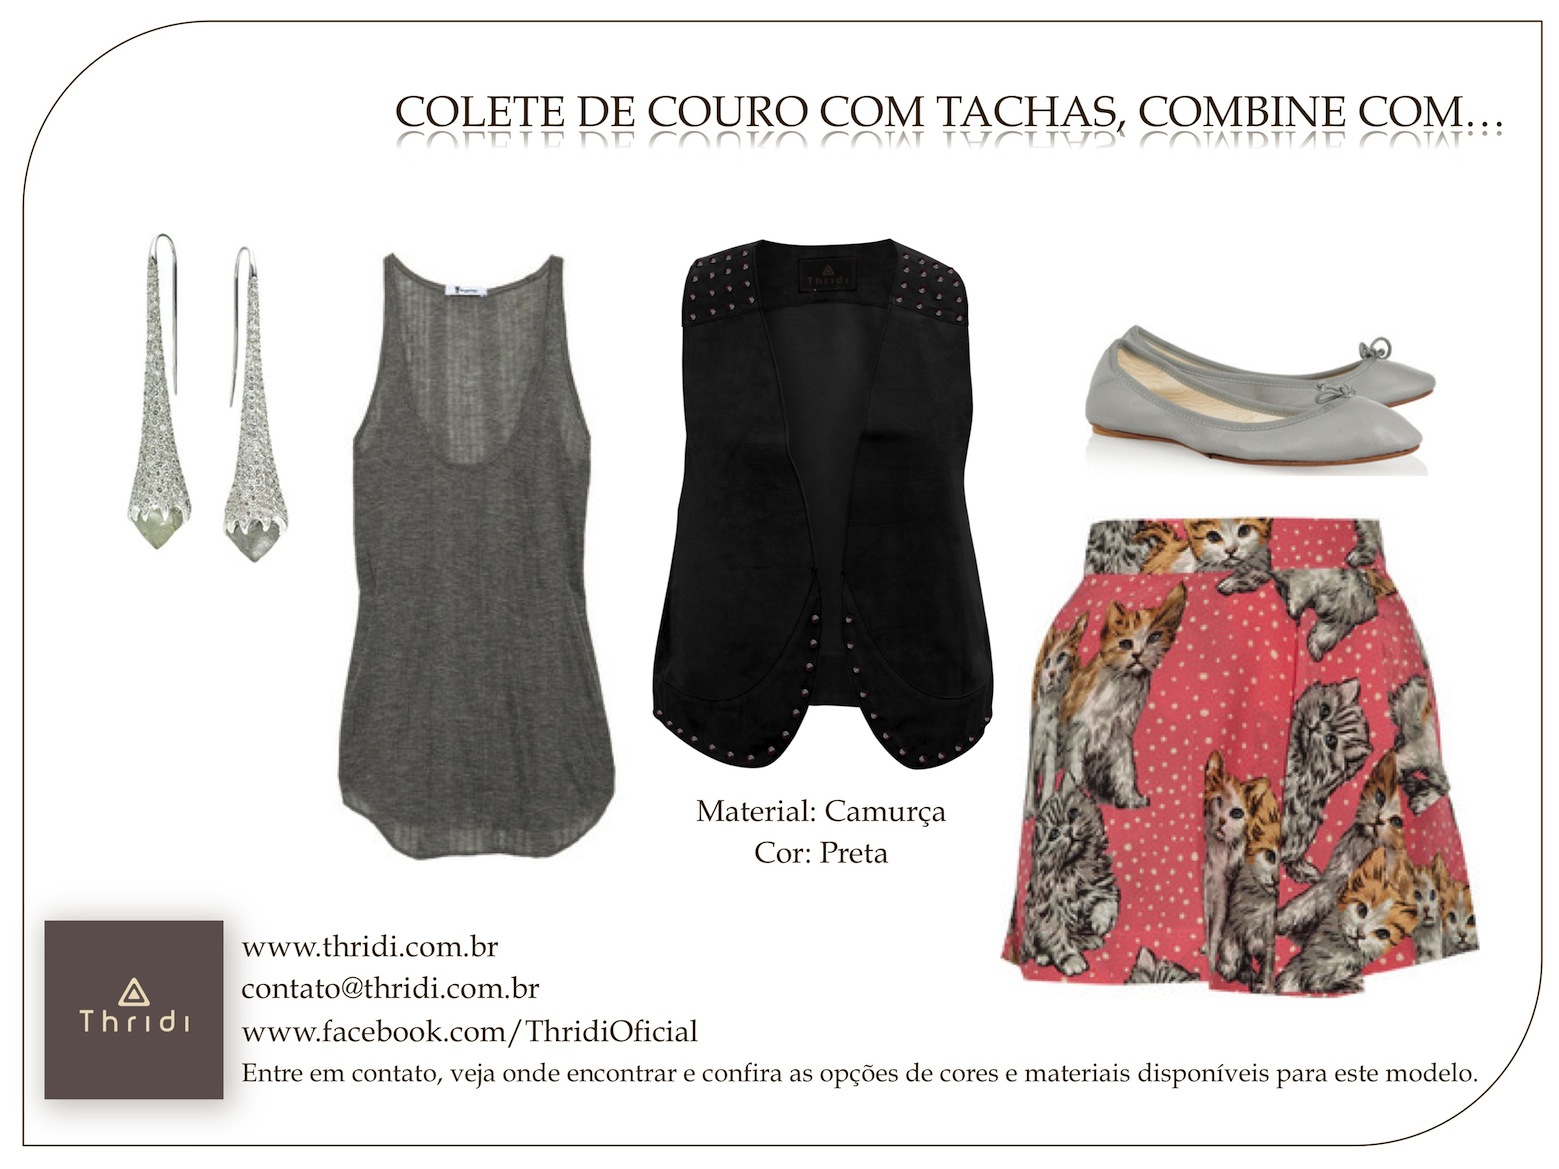 COLETE DE COURO COM TACHAS, COMBINE COM...
Thridi
Material: Camurça
Cor: Preta
www.thridi.com.br
contato@thridi.com.br
www.facebook.com/ThridiOficial
Thridi
Entre em contato, veja onde encontrar e confira as opções de cores e materiais disponíveis para este modelo.